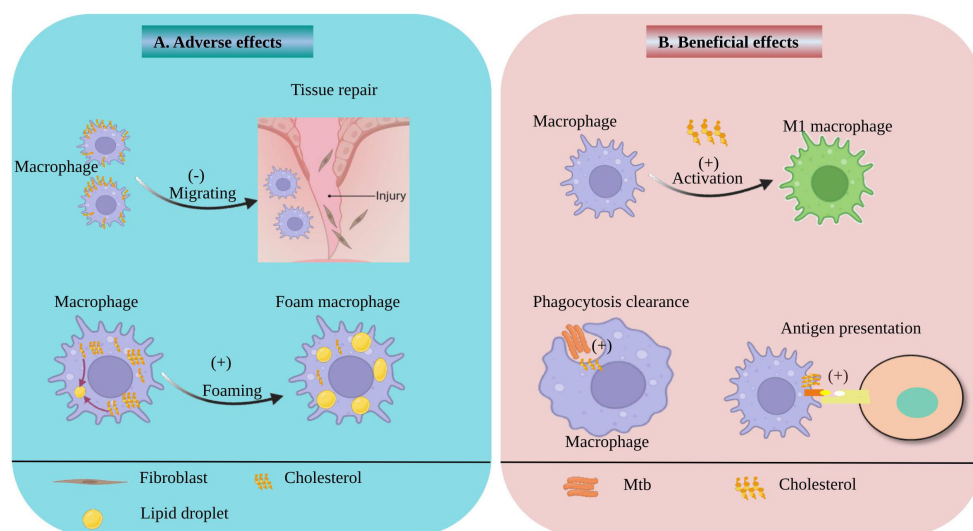 A. Adverse effects
Tissue repair
Macrophage
(-)
Migrating
Injury
Macrophage
Foam macrophage
(+)
Foaming
Fibroblast
Cholesterol
Lipid droplet
B. Beneficial effects
Macrophage
M1 macrophage
(+)
Activation
Phagocytosis clearance
(+)
Macrophage
Antigen presentation
(+)
Mtb
Cholesterol